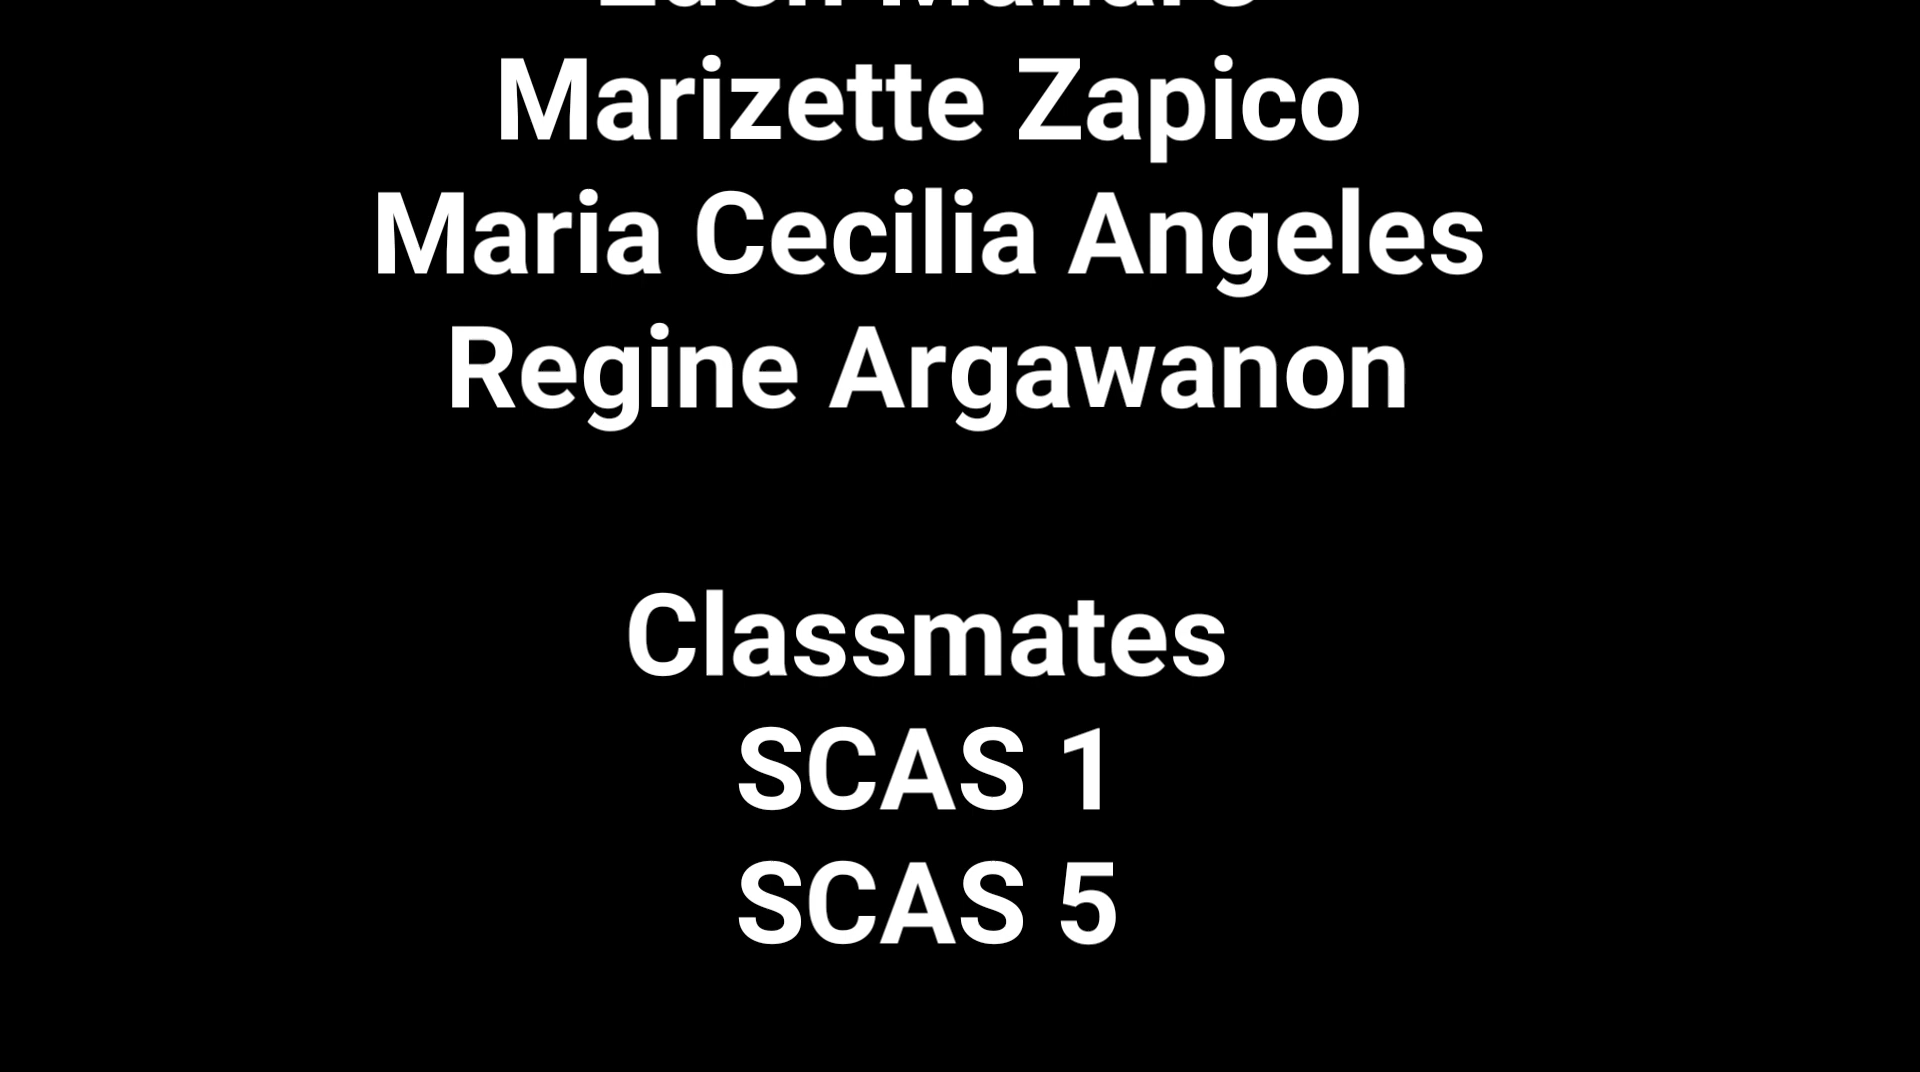 Marizette Zapico
Maria Cecilia Angeles
Regine Argawanon
Classmates
SCAS 1
SCAS 5